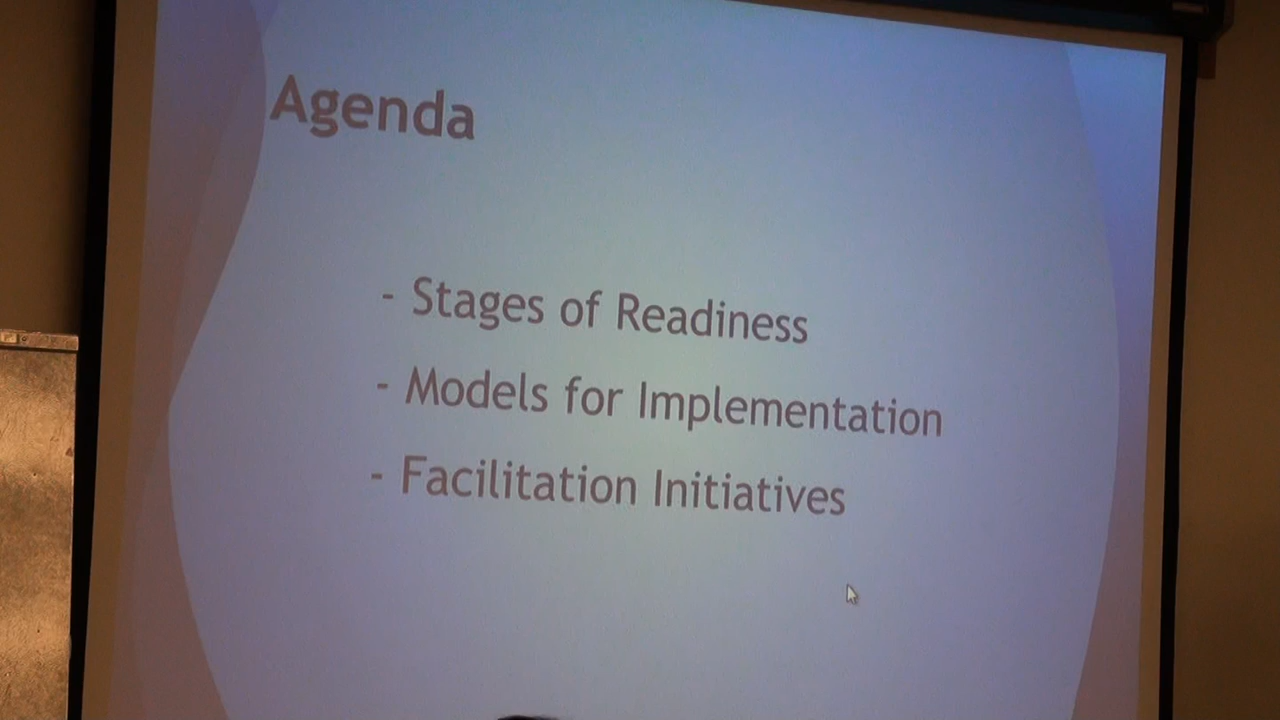 Agenda
- Stages of Readiness
- Models for Implementation
- Facilitation Initiatives